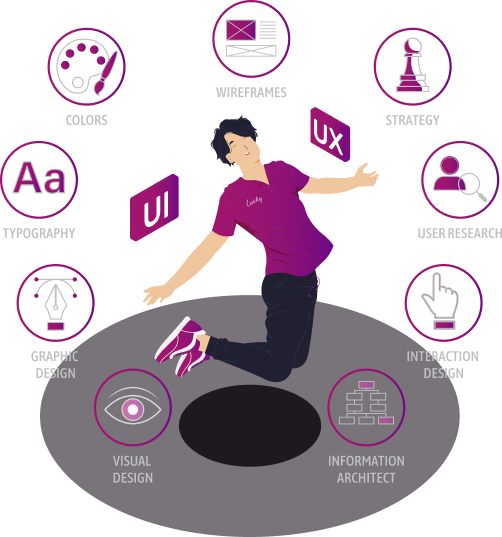 WIREFRAMES
COLORS
STRATEGY
UX
Aa
UI
Lucky
TYPOGRAPHY
USER RESEARCH
GRAPHIC
DESIGN
INTERACTION
DESIGN
VISUAL
DESIGN
INFORMATION
ARCHITECT